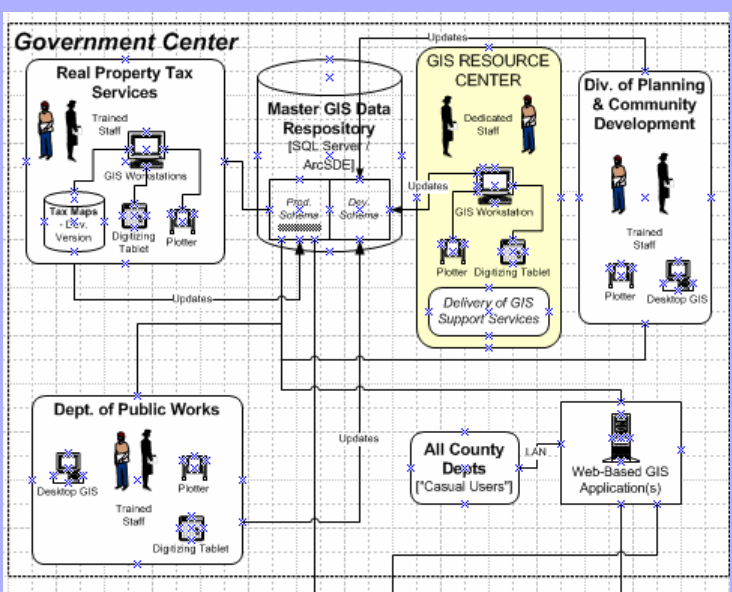 Government Center
Updates
Real Property Tax
Services
Trained
Staff
GIS Workstations
Tax Maps
- Dev.
Version
Digitizing
Tablet
Plotter
Updates
Master GIS Data
Respository
[SQL Server /
ArcSDE]
Prod.
Schema
Dev.
Schema
Updates
GIS RESOURCE
CENTER
Dedicated
Staff
GIS Workstation
Plotter
Digitizing Tablet
Delivery of GIS
Support Services
Div. of Planning
& Community
Development
Trained
Staff
Plotter
Desktop GIS
Dept. of Public Works
Desktop GIS
Trained
Staff
Plotter
Digitizing Tablet
Updates
All County
Depts
["Casual Users"]
LAN
Web-Based GIS
Application(s)